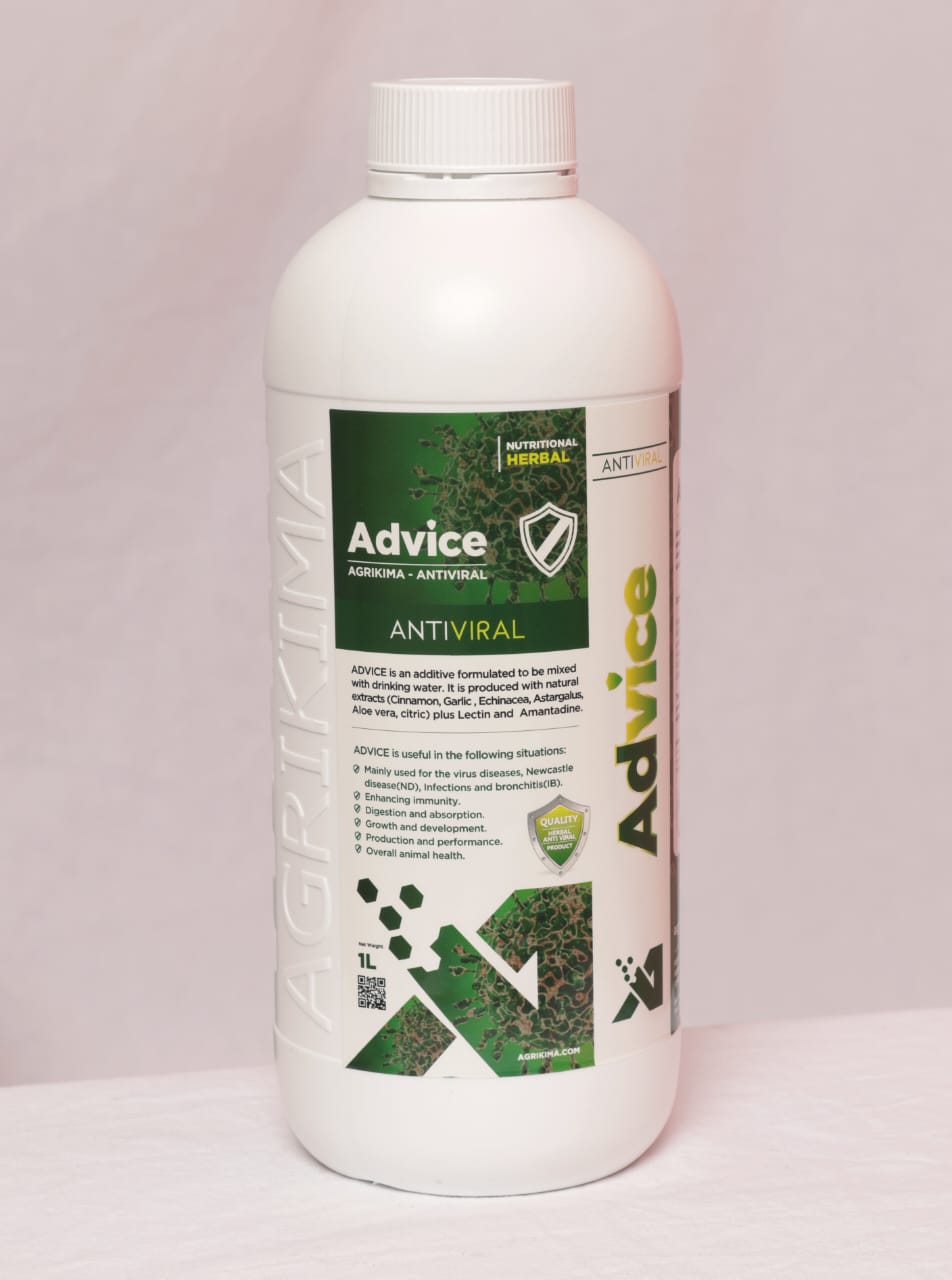 AGRIKIMA
NUTRITIONAL
HERBAL
Advice
AGRIKIMA - ANTIVIRAL
ANTIVIRAL
ADVICE is an additive formulated to be mixed
with drinking water. It is produced with natural
extracts (Cinnamon, Garlic , Echinacea, Astargalus,
Aloe vera, citric) plus Lectin and Amantadine.
ADVICE is useful in the following situations:
Mainly used for the virus diseases, Newcastle
disease(ND), Infections and bronchitis(IB).
Enhancing immunity.
Digestion and absorption.
Growth and development.
Production and performance.
Overall animal health.
QUALITY
HERBAL
ANTI VIRAL
PRODUCT
Net Weight
1L
AGRIKIMA.COM
ANTIVIRAL
Advice